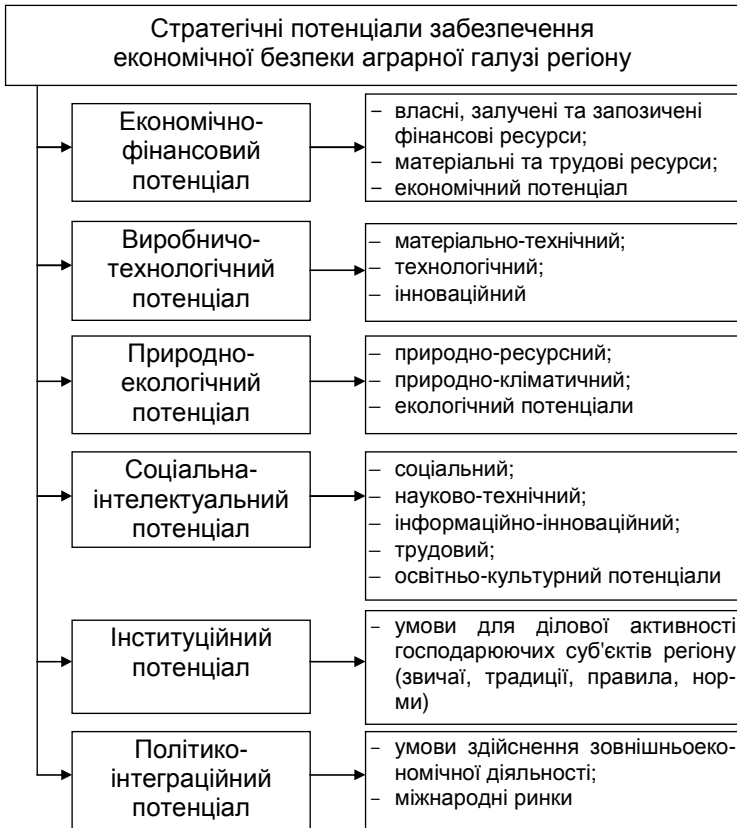 Стратегічні потенціали забезпечення
економічної безпеки аграрної галузі регіону
Економічно-
фінансовий
потенціал
– власні, залучені та запозичені
фінансові ресурси;
– матеріальні та трудові ресурси;
– економічний потенціал
Виробничо-
технологічний
потенціал
– матеріально-технічний;
– технологічний;
– інноваційний
Природно-
екологічний
потенціал
– природно-ресурсний;
– природно-кліматичний;
– екологічний потенціали
Соціальна-
інтелектуальний
потенціал
– соціальний;
– науково-технічний;
– інформаційно-інноваційний;
– трудовий;
– освітньо-культурний потенціали
Інституційний
потенціал
– умови для ділової активності
господарюючих суб'єктів регіону
(звичаї, традиції, правила, нор-
ми)
Політико-
інтеграційний
потенціал
– умови здійснення зовнішньоеко-
номічної діяльності;
– міжнародні ринки